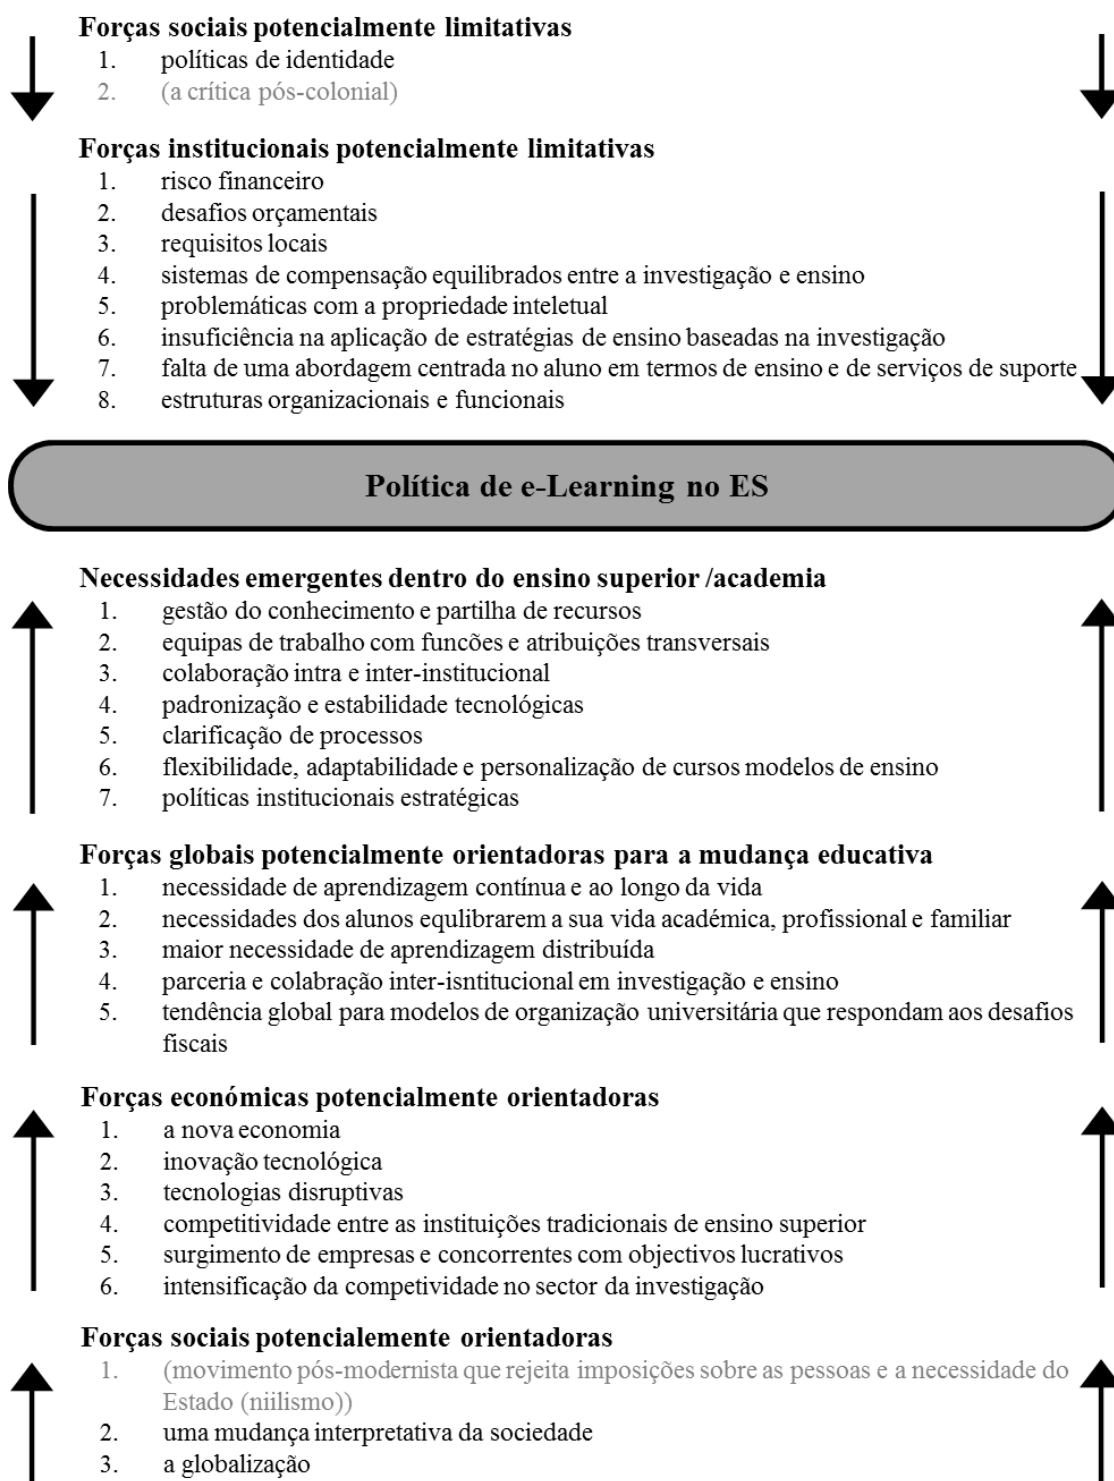 Forças sociais potencialmente limitativas
1. políticas de identidade
2. (a crítica pós-colonial)
Forças institucionais potencialmente limitativas
1. risco financeiro
2. desafios orçamentais
3. requisitos locais
4. sistemas de compensação equilibrados entre a investigação e ensino
5. problemáticas com a propriedade inteletual
6. insuficiência na aplicação de estratégias de ensino baseadas na investigação
7. falta de uma abordagem centrada no aluno em termos de ensino e de serviços de suporte
8. estruturas organizacionais e funcionais
Política de e-Learning no ES
Necessidades emergentes dentro do ensino superior /academia
1. gestão do conhecimento e partilha de recursos
2. equipas de trabalho com funcões e atribuições transversais
3. colaboração intra e inter-institucional
4. padronização e estabilidade tecnológicas
5. clarificação de processos
6. flexibilidade, adaptabilidade e personalização de cursos modelos de ensino
7. políticas institucionais estratégicas
Forças globais potencialmente orientadoras para a mudança educativa
1. necessidade de aprendizagem contínua e ao longo da vida
2. necessidades dos alunos equlibrarem a sua vida académica, profissional e familiar
3. maior necessidade de aprendizagem distribuída
4. parceria e colabração inter-isntitucional em investigação e ensino
5. tendência global para modelos de organização universitária que respondam aos desafios
fiscais
Forças económicas potencialmente orientadoras
1. a nova economia
2. inovação tecnológica
3. tecnologias disruptivas
4. competitividade entre as instituições tradicionais de ensino superior
5. surgimento de empresas e concorrentes com objectivos lucrativos
6. intensificação da competividade no sector da investigação
Forças sociais potencialemente orientadoras
1. (movimento pós-modernista que rejeita imposições sobre as pessoas e a necessidade do
Estado (niilismo))
2. uma mudança interpretativa da sociedade
3. a globalização